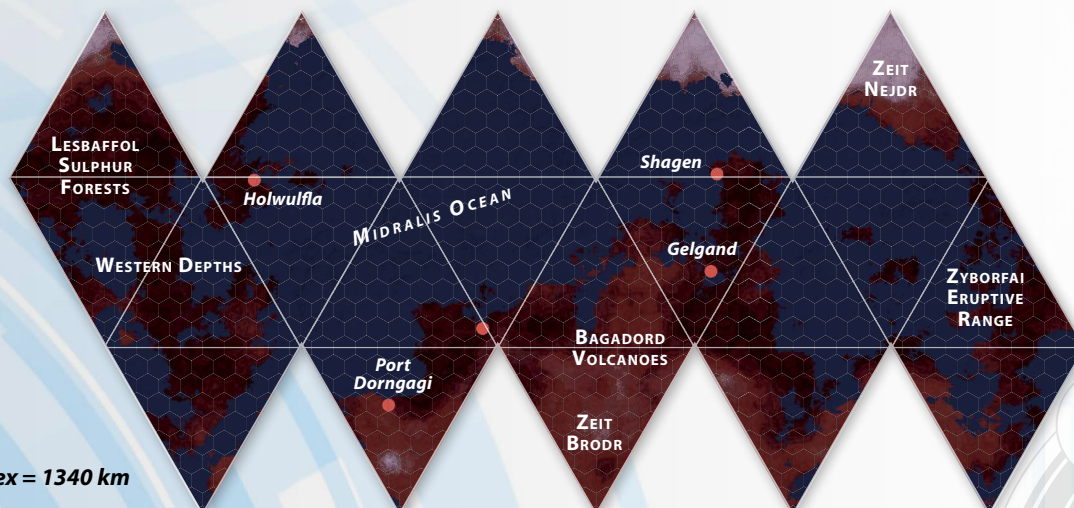 Zeit
Nejdr
Lesbaffol
Sulphur
Forests
Shagen
Holwulfla
Midralis Ocean
Gelgand
Western Depths
Zyborfai
Eruptive
Range
Bagadord
Volcanoes
Port
Dorngagi
Zeit
Brodr
ex = 1340 km